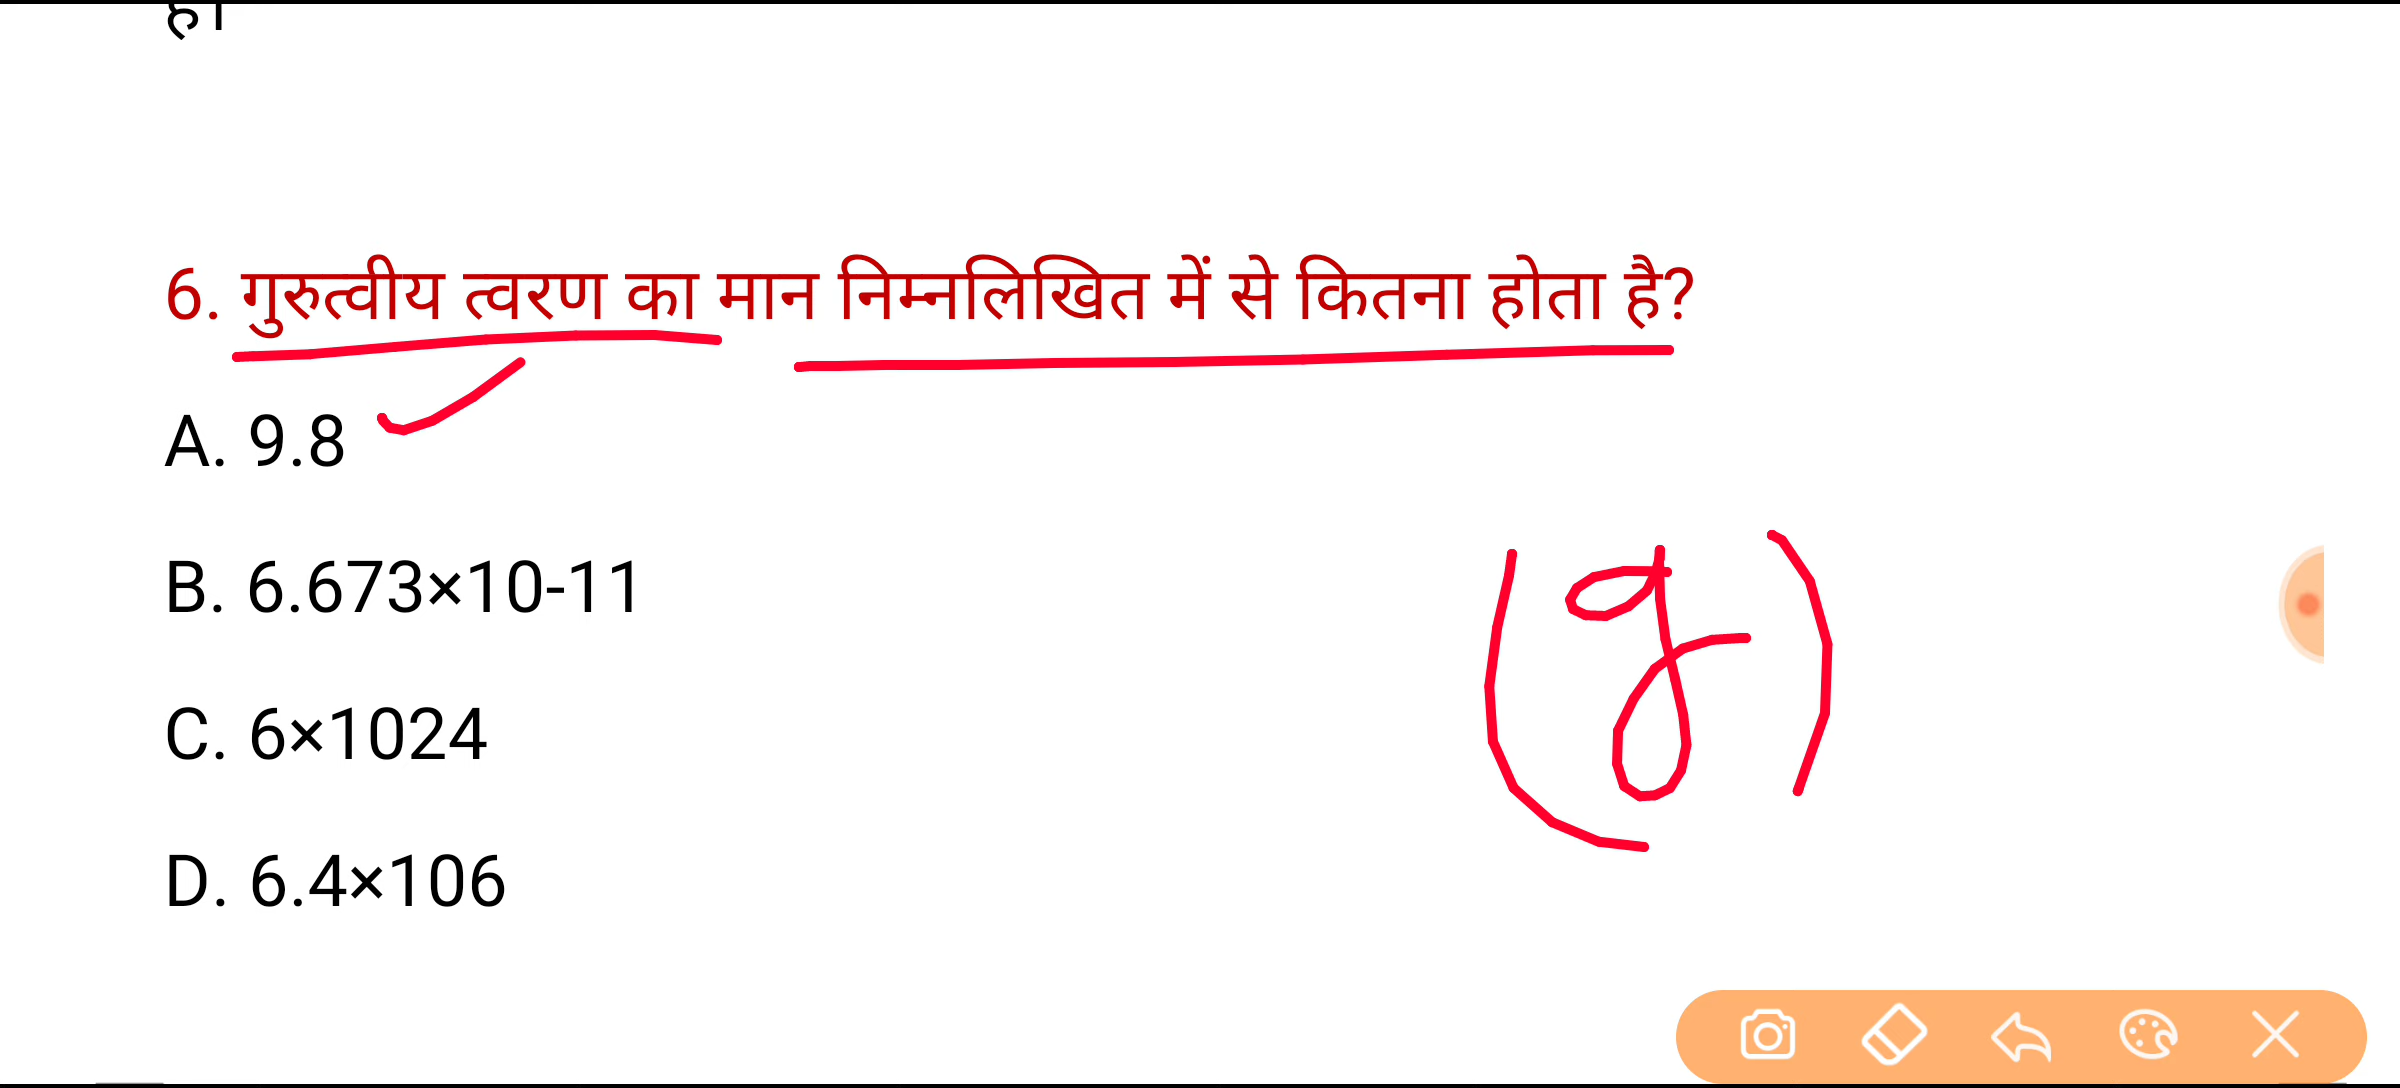 है।
6. गुरुत्वीय त्वरण का मान निम्नलिखित में से कितना होता है?
A. 9.8
B. 6.673×10-11
(g)
C. 6×1024
D. 6.4×106